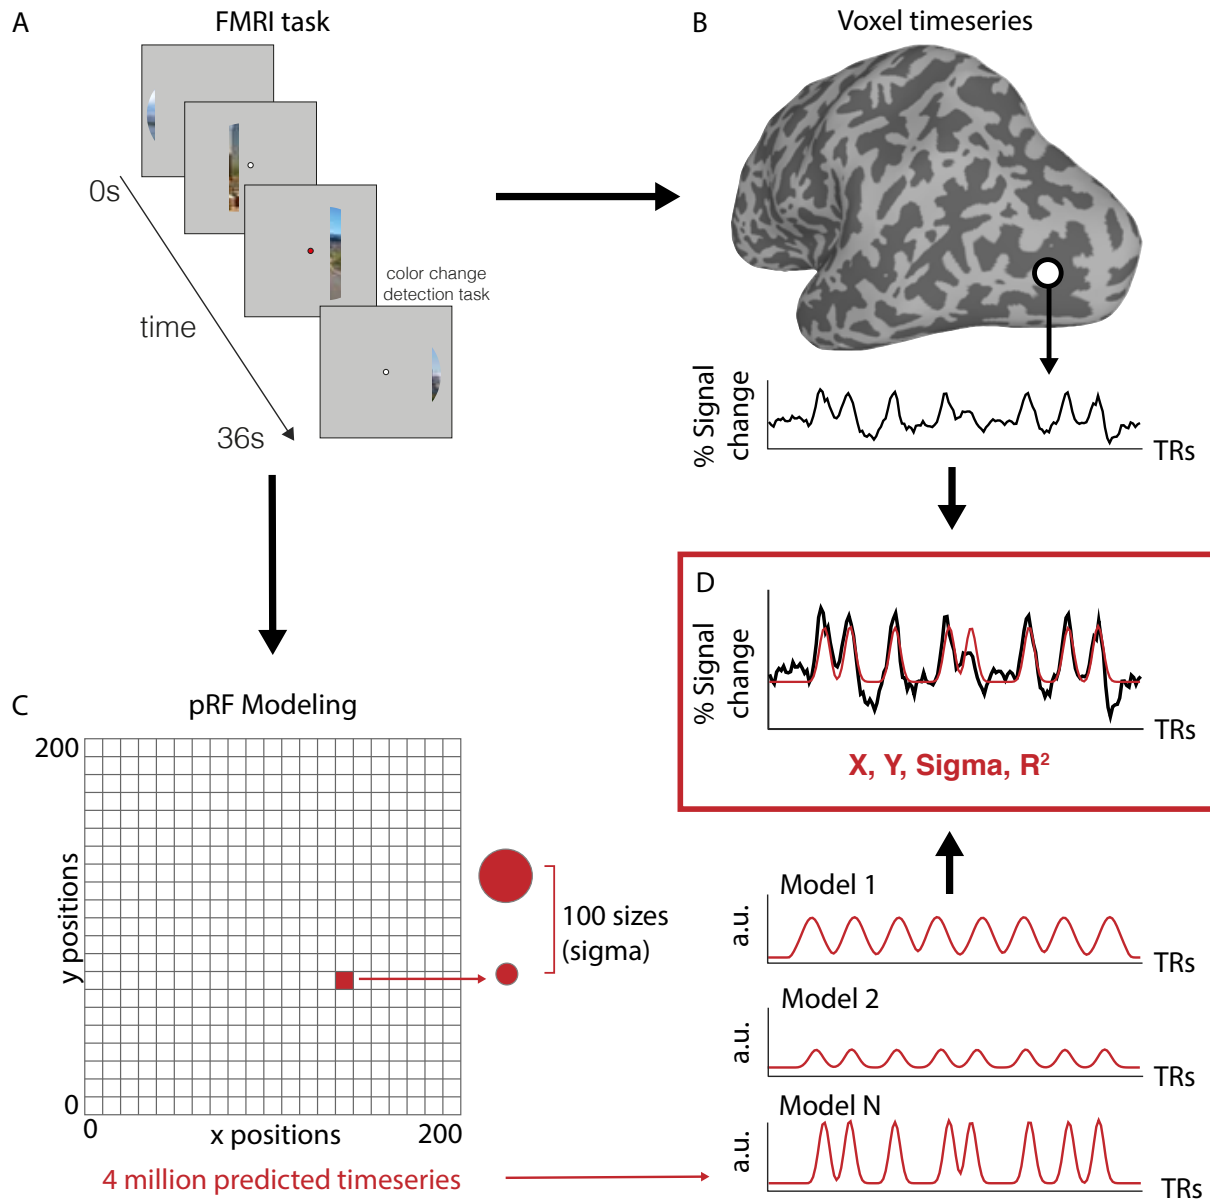 A
FMRI task
0s
time
36s
color change
detection task
B
Voxel timeseries
% Signal
change
TRs
C
pRF Modeling
200
y positions
0
0
x positions
200
100 sizes
(sigma)
4 million predicted timeseries
D
% Signal
change
TRs
X, Y, Sigma, R²
Model 1
a.u.
TRs
Model 2
a.u.
TRs
Model N
a.u.
TRs